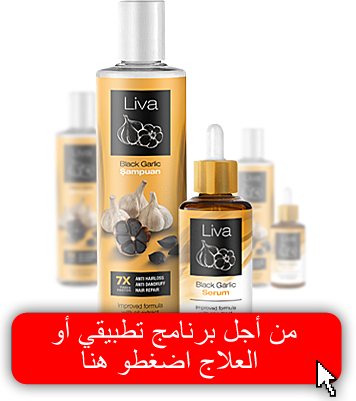 Liva
Black Garlic
Şampuan
7X
ANTI HAIRLOSS
ANTI DANDRUFF
HAIR REPAIR
Improved formula
Liva
Black Garlic
Serum
من أجل برنامج تطبيقي أو
العلاج اضغطو هنا